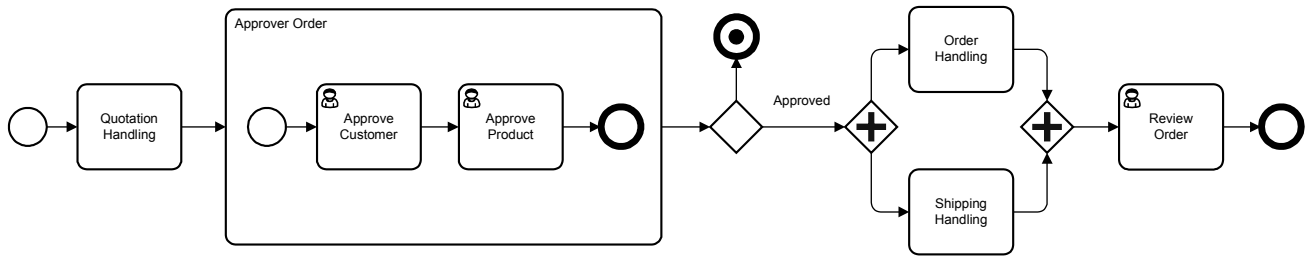 Approver Order
Quotation
Handling
Approve
Customer
Approve
Product
Approved
Order
Handling
Shipping
Handling
Review
Order